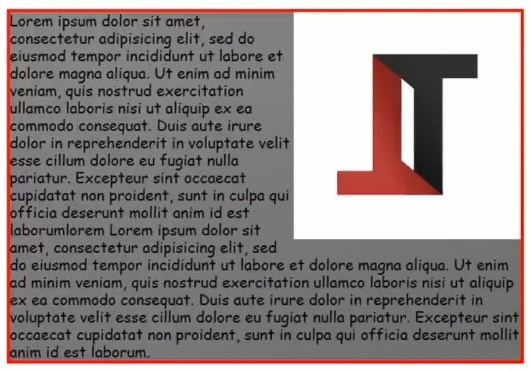 Lorem ipsum dolor sit amet,
consectetur adipisicing elit, sed do
eiusmod tempor incididunt ut labore et
dolore magna aliqua. Ut enim ad minim
veniam, quis nostrud exercitation
ullamco laboris nisi ut aliquip ex ea
commodo consequat. Duis aute irure
dolor in reprehenderit in voluptate velit
esse cillum dolore eu fugiat nulla
pariatur. Excepteur sint occaecat
cupidatat non proident, sunt in culpa qui
officia deserunt mollit anim id est
laborumlorem Lorem ipsum dolor sit
amet, consectetur adipisicing elit, sed
do eiusmod tempor incididunt ut labore et dolore magna aliqua. Ut enim
ad minim veniam, quis nostrud exercitation ullamco laboris nisi ut aliquip
ex ea commodo consequat. Duis aute irure dolor in reprehenderit in
voluptate velit esse cillum dolore eu fugiat nulla pariatur. Excepteur sint
occaecat cupidatat non proident, sunt in culpa qui officia deserunt mollit
anim id est laborum.